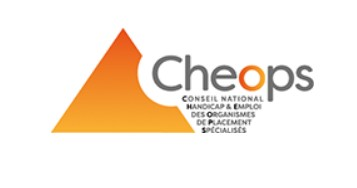 Cheops
CONSEIL NATIONAL
HANDICAP & EMPLOI
DES ORGANISMES
DE PLACEMENT
SPÉCIALISÉS